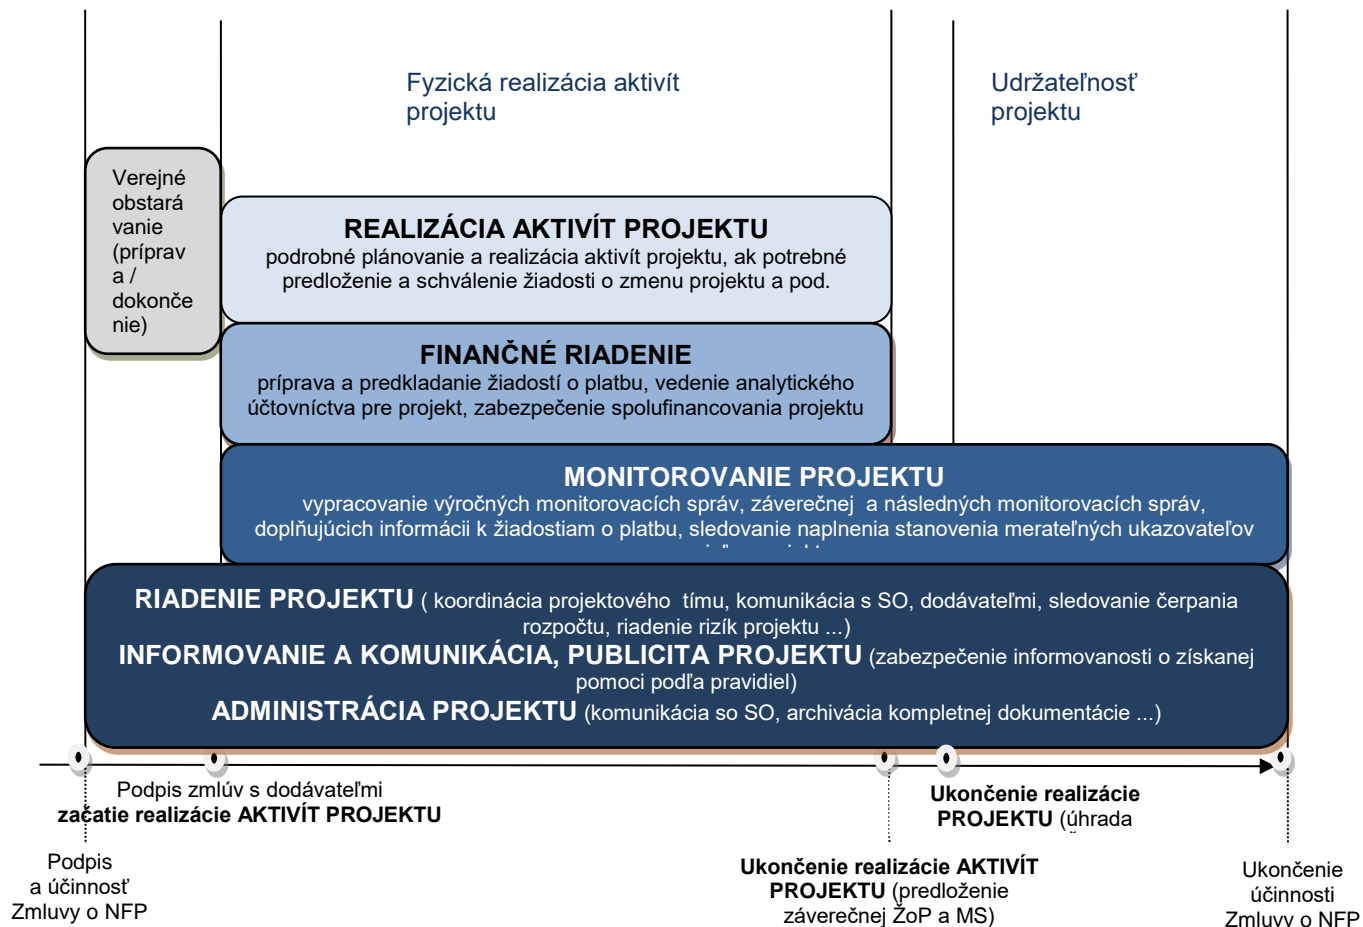 Fyzická realizácia aktivít
projektu
Udržateľnosť
projektu
Verejné
obstará
vanie
(príprav
a /
dokonče
nie)
REALIZÁCIA AKTIVÍT PROJEKTU
podrobné plánovanie a realizácia aktivít projektu, ak potrebné
predloženie a schválenie žiadosti o zmenu projektu a pod.
FINANČNÉ RIADENIE
príprava a predkladanie žiadostí o platbu, vedenie analytického
účtovníctva pre projekt, zabezpečenie spolufinancovania projektu
MONITOROVANIE PROJEKTU
vypracovanie výročných monitorovacích správ, záverečnej a následných monitorovacích správ,
doplňujúcich informácii k žiadostiam o platbu, sledovanie naplnenia stanovenia merateľných ukazovateľov
RIADENIE PROJEKTU ( koordinácia projektového tímu, komunikácia s SO, dodávateľmi, sledovanie čerpania
rozpočtu, riadenie rizík projektu ...)
INFORMOVANIE A KOMUNIKÁCIA, PUBLICITA PROJEKTU (zabezpečenie informovanosti o získanej
pomoci podľa pravidiel)
ADMINISTRÁCIA PROJEKTU (komunikácia so SO, archivácia kompletnej dokumentácie ...)
Podpis zmlúv s dodávateľmi
začatie realizácie AKTIVÍT PROJEKTU
Ukončenie realizácie
PROJEKTU (úhrada
Podpis
a účinnosť
Zmluvy o NFP
Ukončenie realizácie AKTIVÍT
PROJEKTU (predloženie
záverečnej ŽoP a MS)
Ukončenie
účinnosti
Zmluvy o NFP